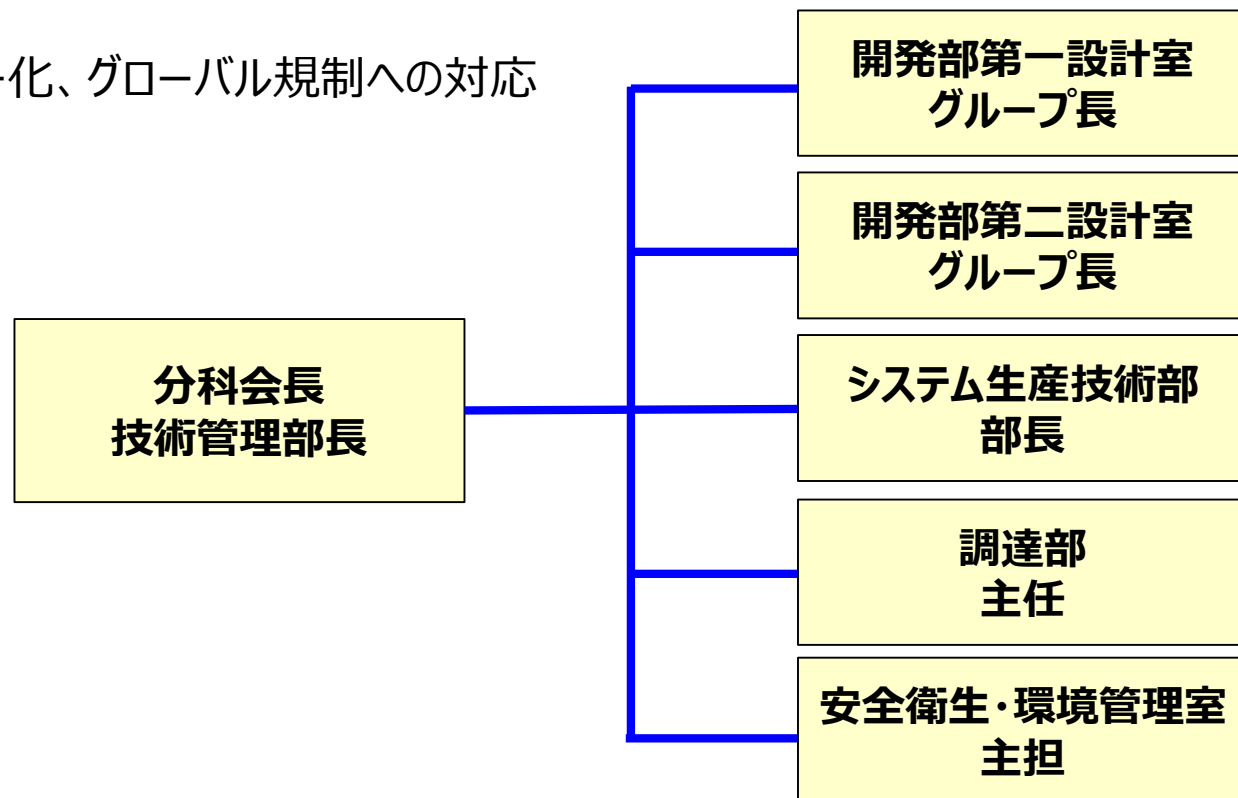 化、グローバル規制への対応
開発部第一設計室
グループ長
開発部第二設計室
グループ長
分科会長
技術管理部長
システム生産技術部
部長
調達部
主任
安全衛生・環境管理室
主担